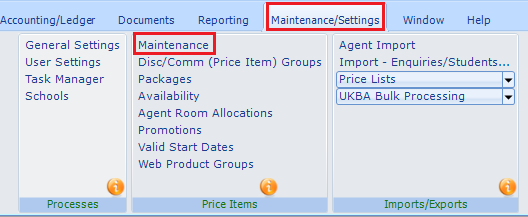 Accounting/Ledger Documents Reporting Maintenance/Settings Window Help
General Settings
User Settings
Task Manager
Schools
Processes
Maintenance
Disc/Comm (Price Item) Groups
Packages
Availability
Agent Room Allocations
Promotions
Valid Start Dates
Web Product Groups
Price Items
Agent Import
Import - Enquiries/Students...
Price Lists
UKBA Bulk Processing
Imports/Exports